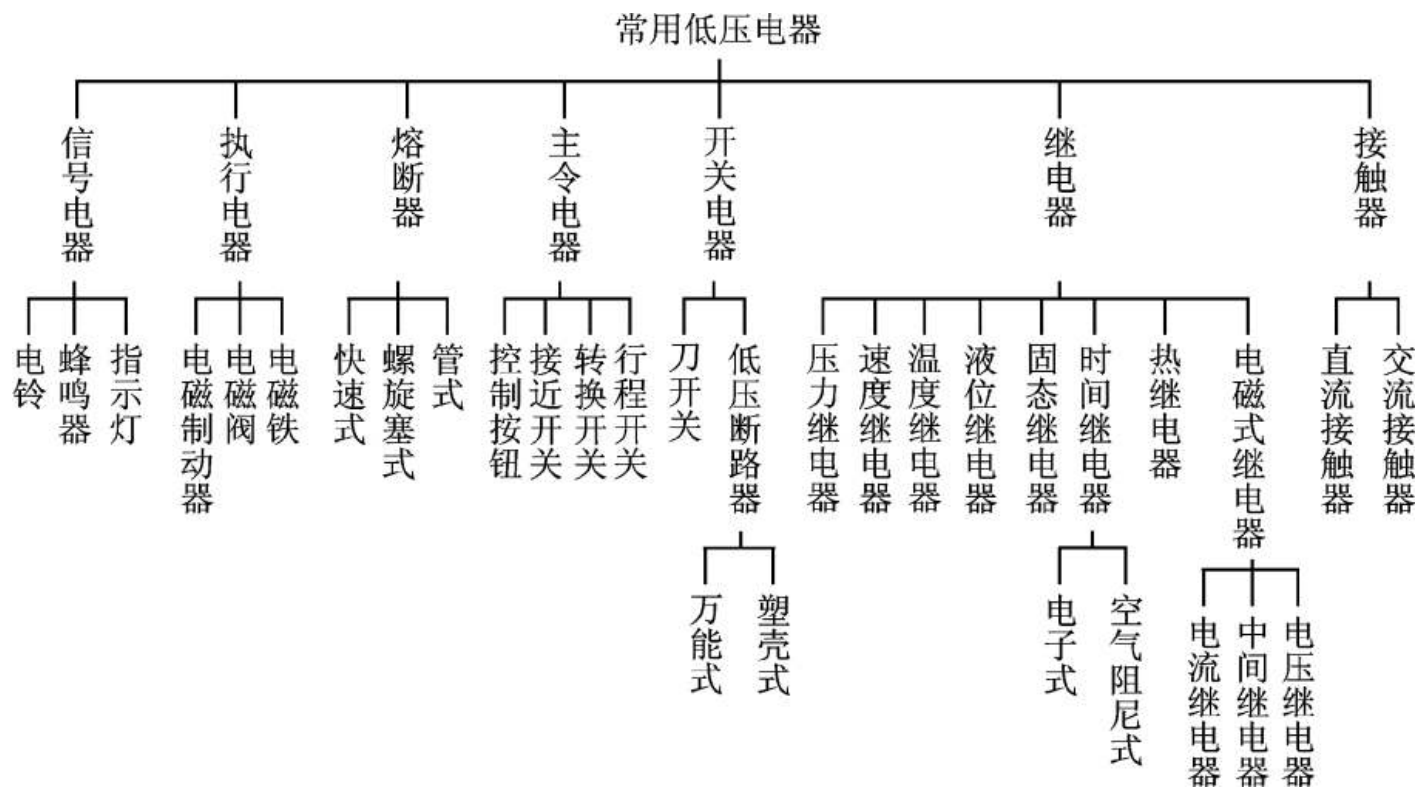 常用低压电器
信号电器
执行电器
熔断器
主令电器
开关电器
继电器
接触器
电铃
蜂鸣器
指示灯
电磁制动器
电磁阀
电磁铁
快速式
螺旋塞式
管式
控制按钮
接近开关
转换开关
行程开关
刀开关
低压断路器
压力继电器
速度继电器
温度继电器
液位继电器
固态继电器
时间继电器
热继电器
电磁式继电器
直流接触器
交流接触器
万能式
塑壳式
电子式
空气阻尼式
电流继电器
中间继电器
电压继电器